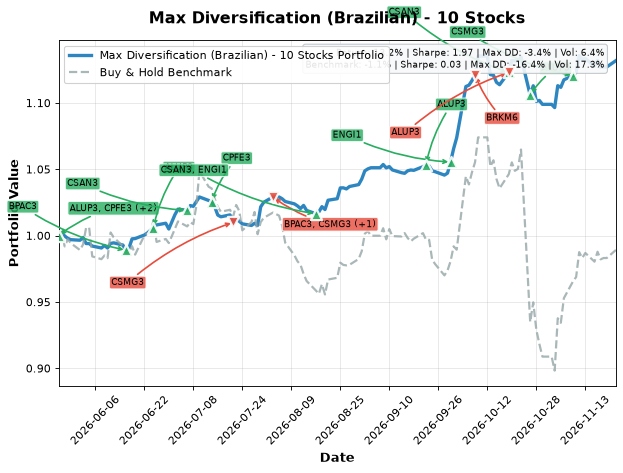 Max Diversification (Brazilian) - 10 Stocks
CSAN3
CSMG3
Max Diversification (Brazilian) - 10 Stocks Portfolio
Buy & Hold Benchmark
2% | Sharpe: 1.97 | Max DD: -3.4% | Vol: 6.4%
| Sharpe: 0.03 | Max DD: -16.4% | Vol: 17.3%
1.10
1.05
1.00
0.95
0.90
ALUP3
BRKM6
ALUP3
ENGI1
CPFE3
CSAN3, ENGI1
CSAN3
BPAC3
ALUP3, CPFE3 (+2)
BPAC3, CSMG3 (+1)
CSMG3
Portfolio Value
2026-06-06
2026-06-22
2026-07-08
2026-07-24
2026-08-09
2026-08-25
2026-09-10
2026-09-26
2026-10-12
2026-10-28
2026-11-13
Date